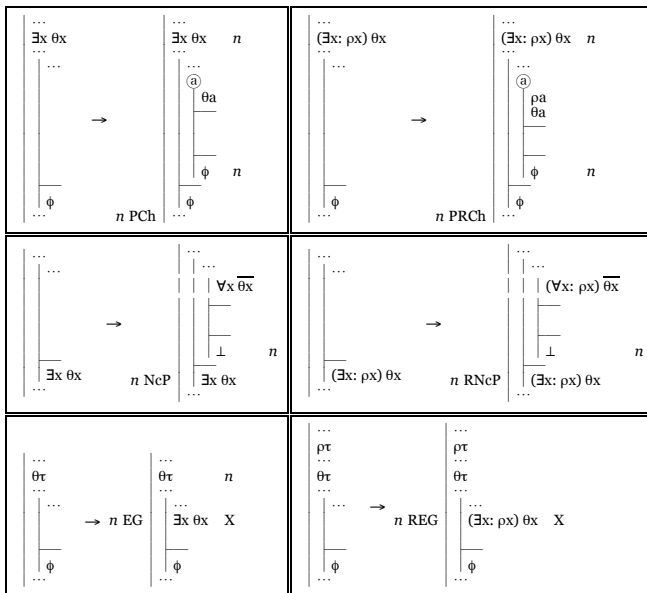 ...
∃x θx
...
...
ϕ
...
→
n PCh
...
∃x θx n
...
...
ⓐ
θa
ϕ n
ϕ
...
...
(∃x: ρx) θx
...
...
ϕ
...
→
n PRCh
...
(∃x: ρx) θx n
...
...
ⓐ
ρa
θa
ϕ n
ϕ
...
...
...
∃x θx
...
→
n NcP
...
...
∀x θx̅
⊥ n
∃x θx
...
...
...
(∃x: ρx) θx
...
→
n RNcP
...
...
(∀x: ρx) θx̅
⊥ n
(∃x: ρx) θx
...
...
θτ
...
...
ϕ
...
→ n EG
...
θτ n
...
...
∃x θx X
ϕ
...
...
ρτ
...
θτ
...
...
ϕ
...
→
n REG
...
ρτ
...
θτ
...
...
(∃x: ρx) θx X
ϕ
...